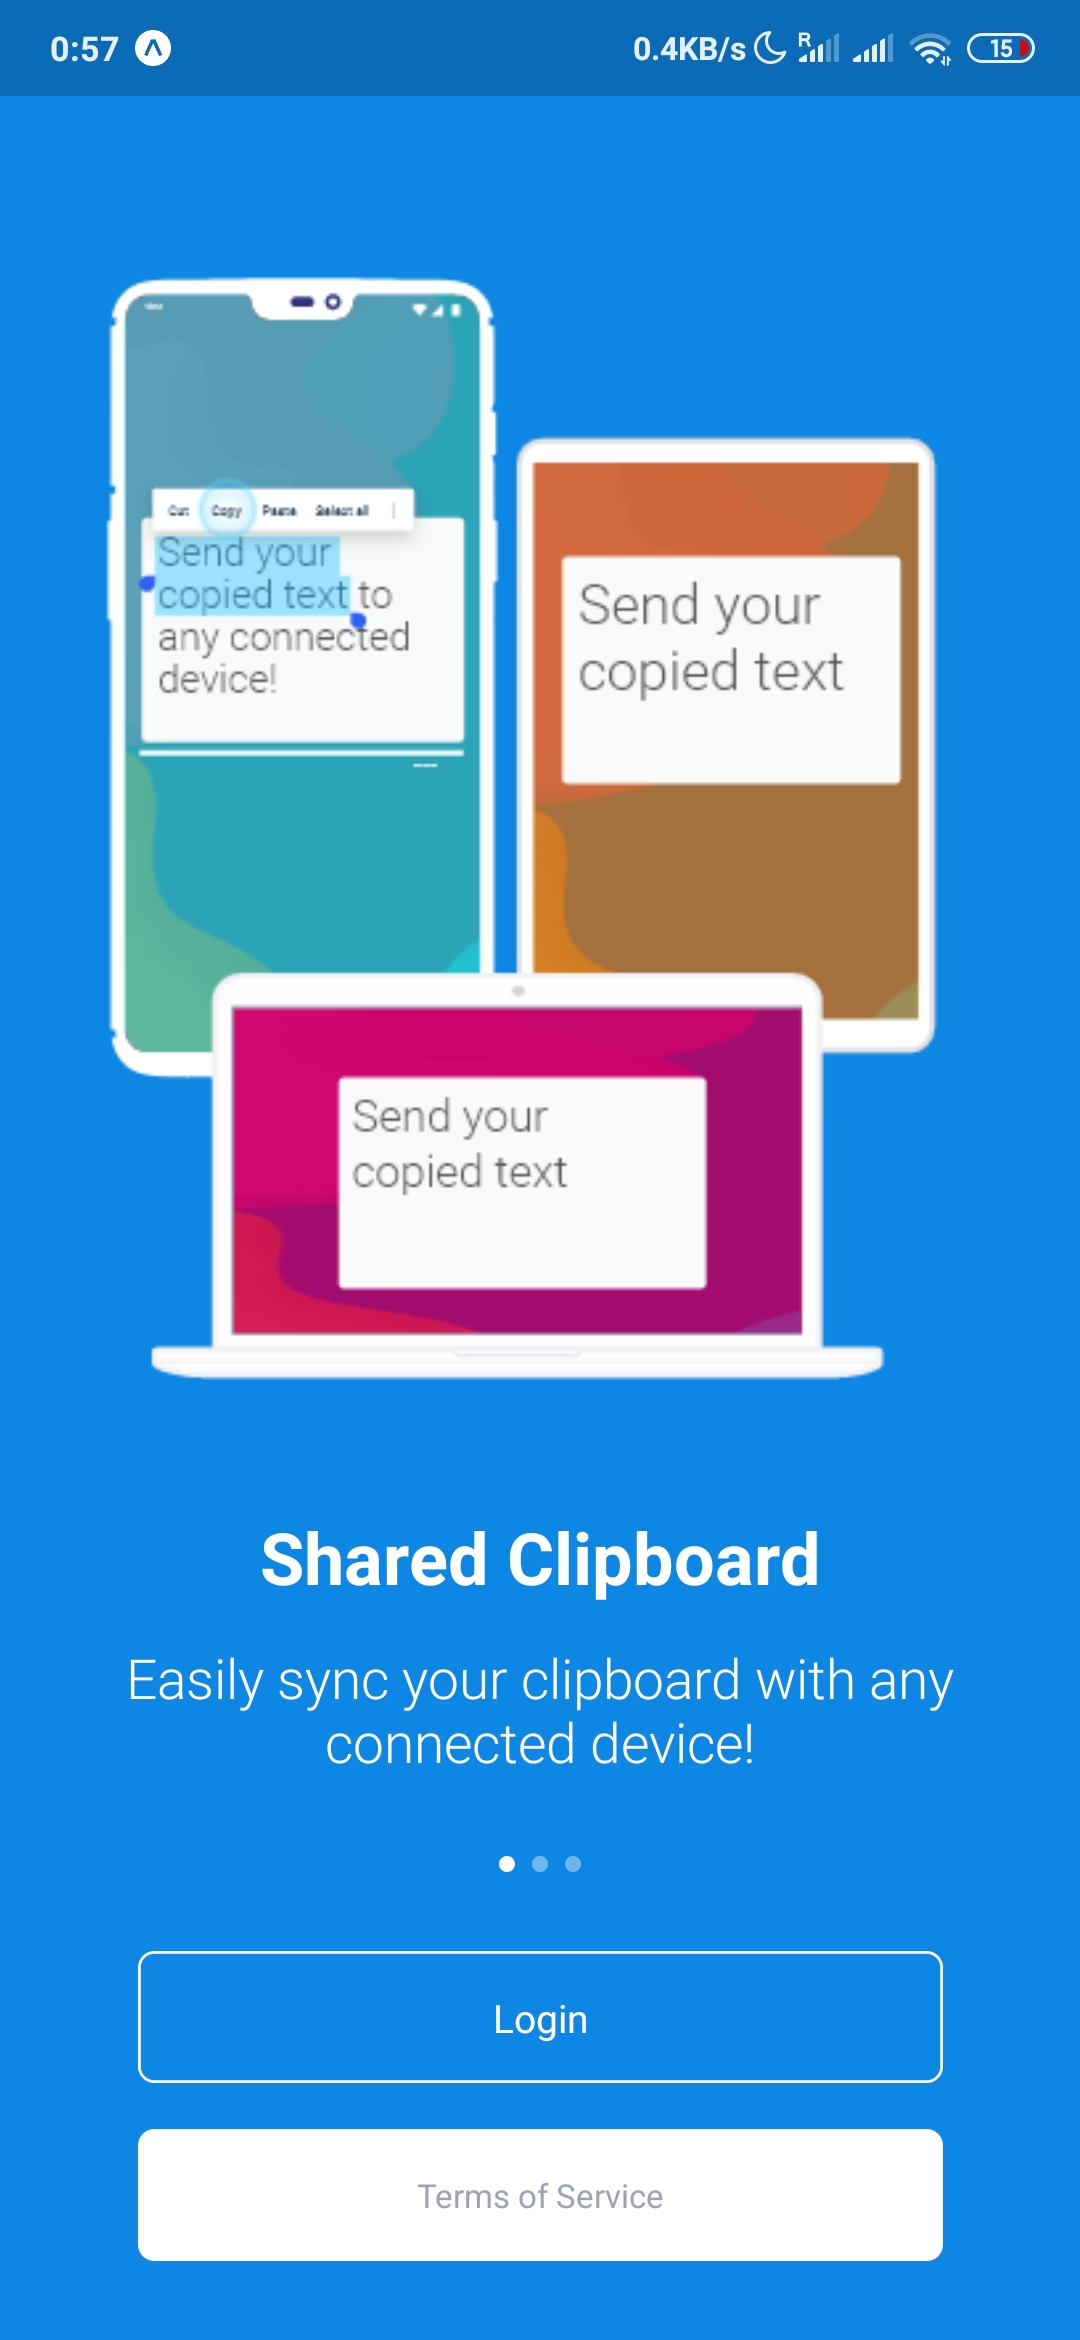 0:57
0.4KB/s
R
15
Cut Copy Paste Select all
Send your
copied text to
any connected
device!
Send your
copied text
Send your
copied text
Shared Clipboard
Easily sync your clipboard with any
connected device!
Login
Terms of Service